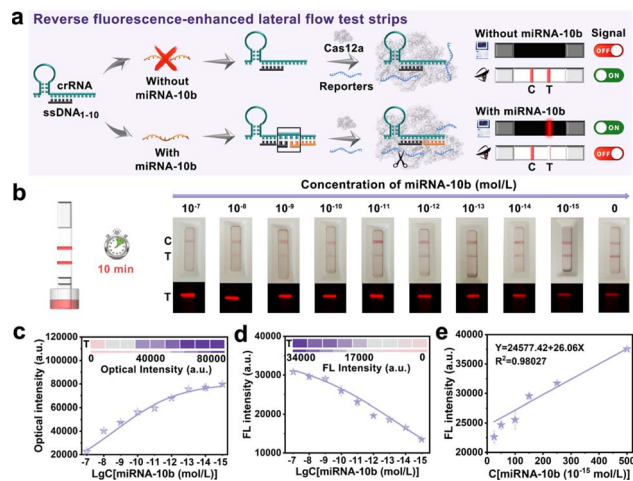 a Reverse fluorescence-enhanced lateral flow test strips
crRNA
ssDNA1-10
Without
miRNA-10b
With
miRNA-10b
Cas12a
Reporters
Without miRNA-10b Signal
OFF
C T ON
With miRNA-10b
ON
C T OFF
b
10 min
Concentration of miRNA-10b (mol/L)
10⁻⁷ 10⁻⁸ 10⁻⁹ 10⁻¹⁰ 10⁻¹¹ 10⁻¹² 10⁻¹³ 10⁻¹⁴ 10⁻¹⁵ 0
C
T
T
c
T
0 40000 80000
Optical Intensity (a.u.)
Optical intensity (a.u.)
120000
100000
80000
60000
40000
20000
-7 -8 -9 -10 -11 -12 -13 -14 -15
LgC[miRNA-10b (mol/L)]
d
T
34000 17000 0
FL Intensity (a.u.)
FL intensity (a.u.)
40000
30000
20000
10000
-7 -8 -9 -10 -11 -12 -13 -14 -15
LgC[miRNA-10b (mol/L)]
e
Y=24577.42+26.06X
R²=0.98027
FL intensity (a.u.)
40000
35000
30000
25000
20000
0 100 200 300 400 500
C[miRNA-10b (10⁻¹⁵ mol/L)]